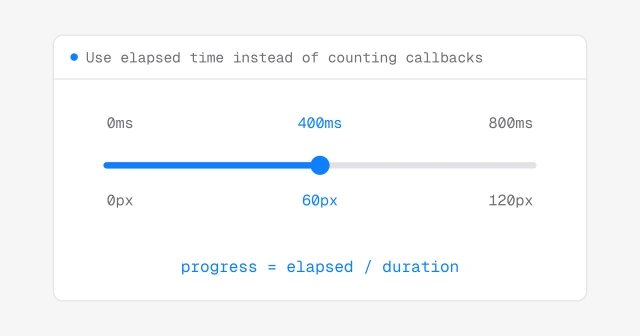 Use elapsed time instead of counting callbacks
0ms 400ms 800ms
0px 60px 120px
progress = elapsed / duration